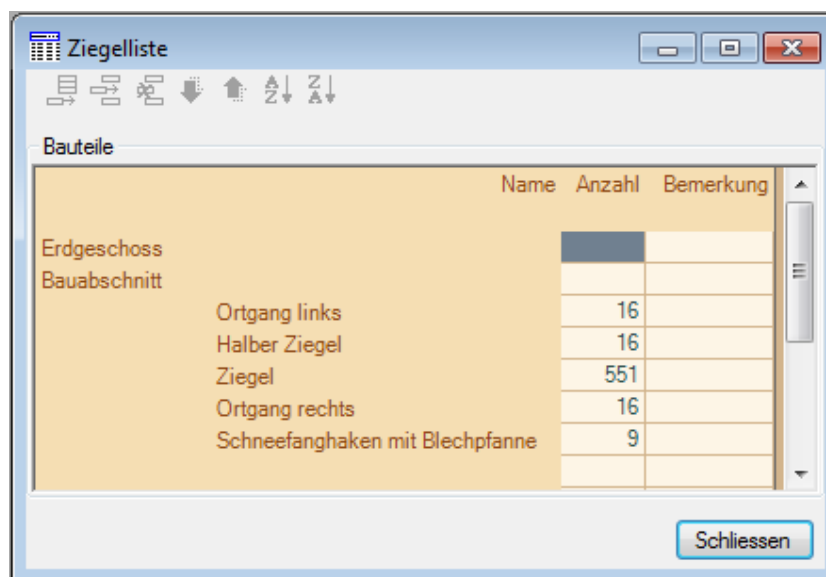 Ziegelliste
Bauteile
Name Anzahl Bemerkung
Erdgeschoss
Bauabschnitt
Ortgang links 16
Halber Ziegel 16
Ziegel 551
Ortgang rechts 16
Schneefanghaken mit Blechpfanne 9
Schliessen